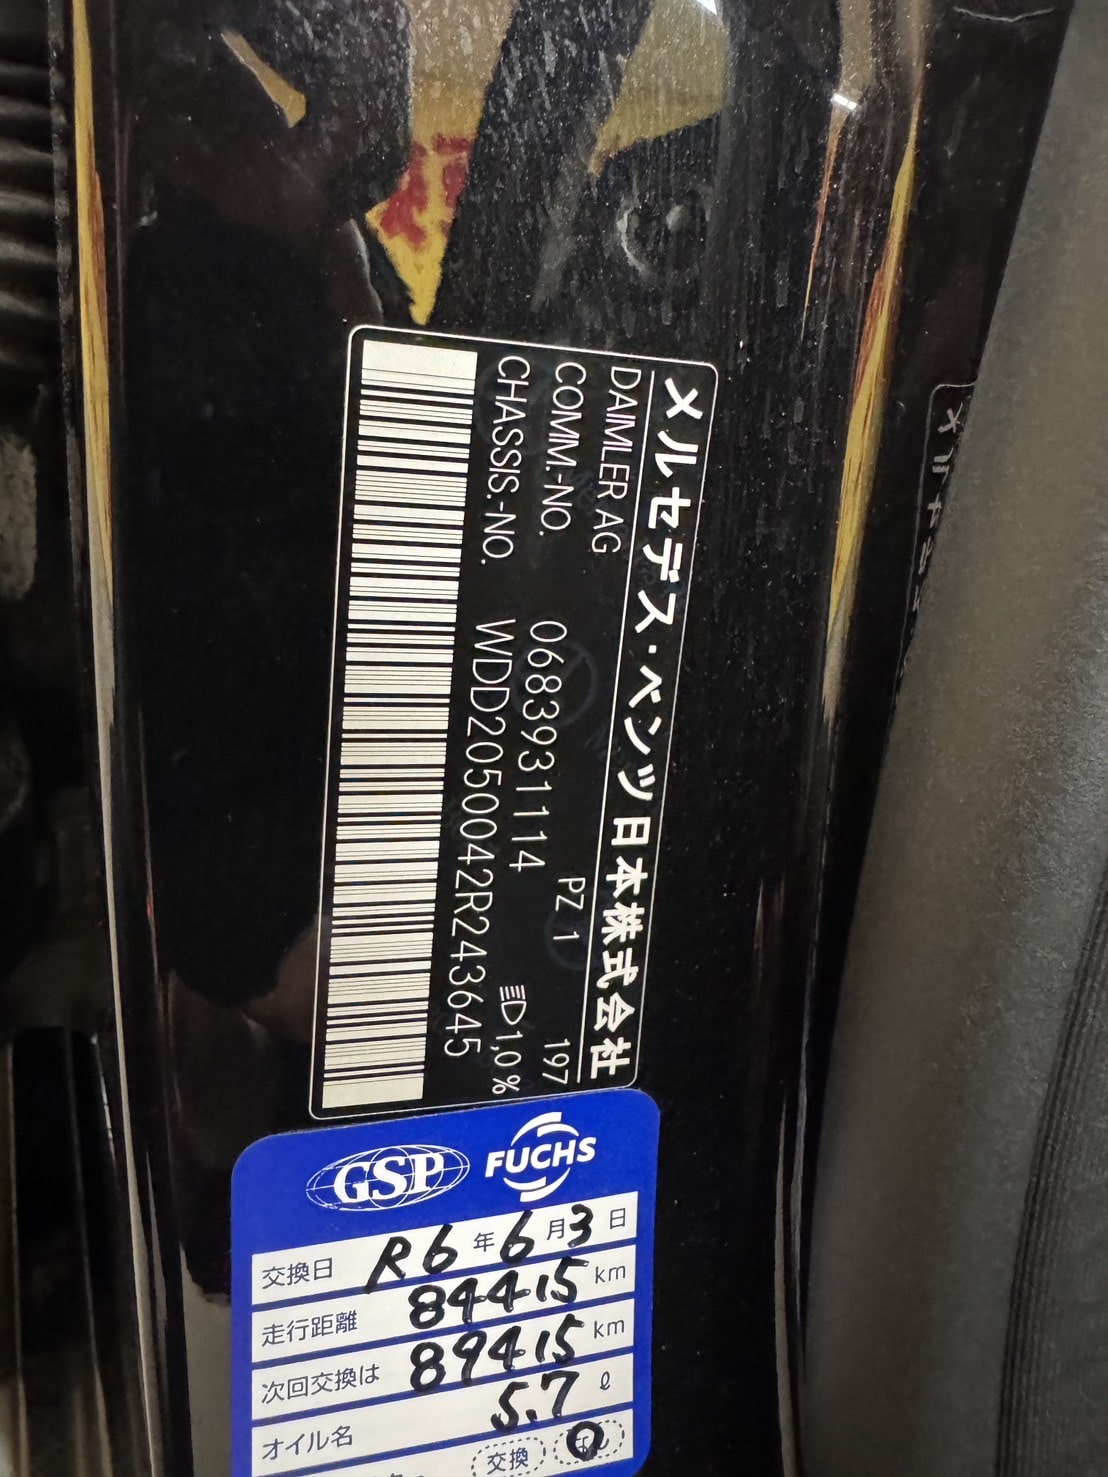 メルセデス・ベンツ日本株式会社
DAIMLER AG 197
COMM.-NO. 0683931114 PZ 1 1,0%
CHASSIS.-NO. WDD2050042R243645
GSP FUCHS
交換日 R6年6月3日
走行距離 84415 km
次回交換は 89415 km
オイル名 5.7 ℓ
交換